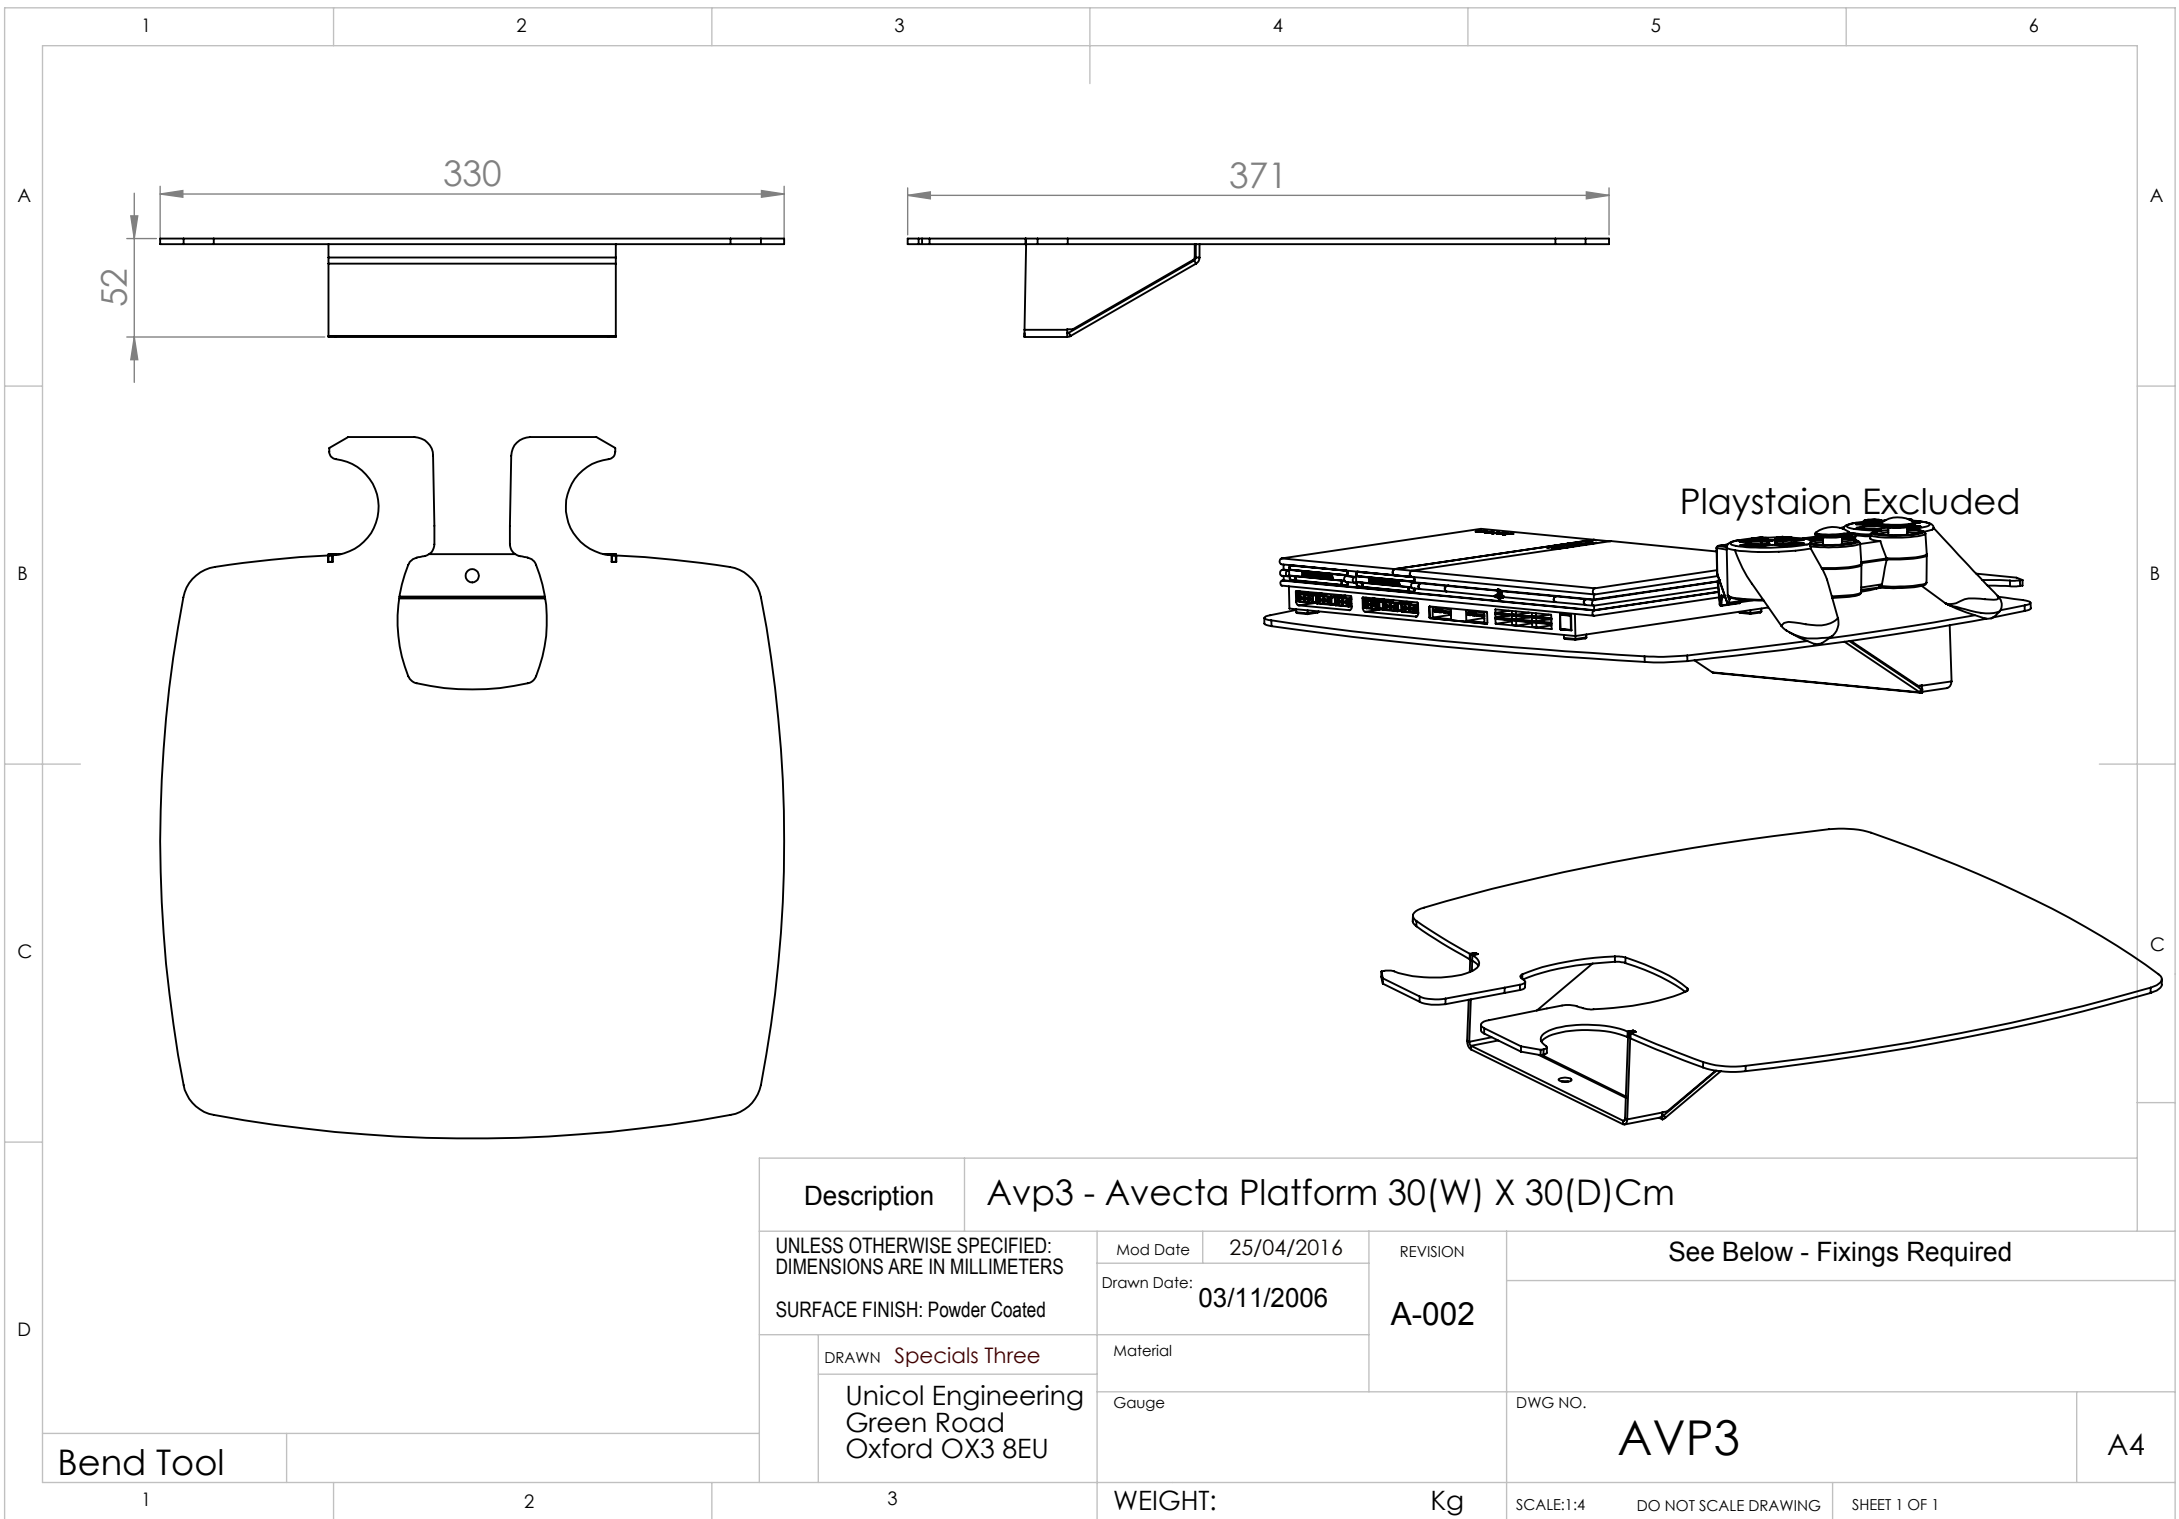 1 2 3 4 5 6
A A
330
371
52
Playstaion Excluded
B B
C C
Description
Avp3 - Avecta Platform 30(W) X 30(D)Cm
UNLESS OTHERWISE SPECIFIED:
DIMENSIONS ARE IN MILLIMETERS
SURFACE FINISH: Powder Coated
Mod Date 25/04/2016
Drawn Date: 03/11/2006
REVISION
A-002
See Below - Fixings Required
D
DRAWN Specials Three
Unicol Engineering
Green Road
Oxford OX3 8EU
Material
Gauge
DWG NO.
AVP3
A4
Bend Tool
WEIGHT: Kg
SCALE:1:4
DO NOT SCALE DRAWING
SHEET 1 OF 1
1 2 3